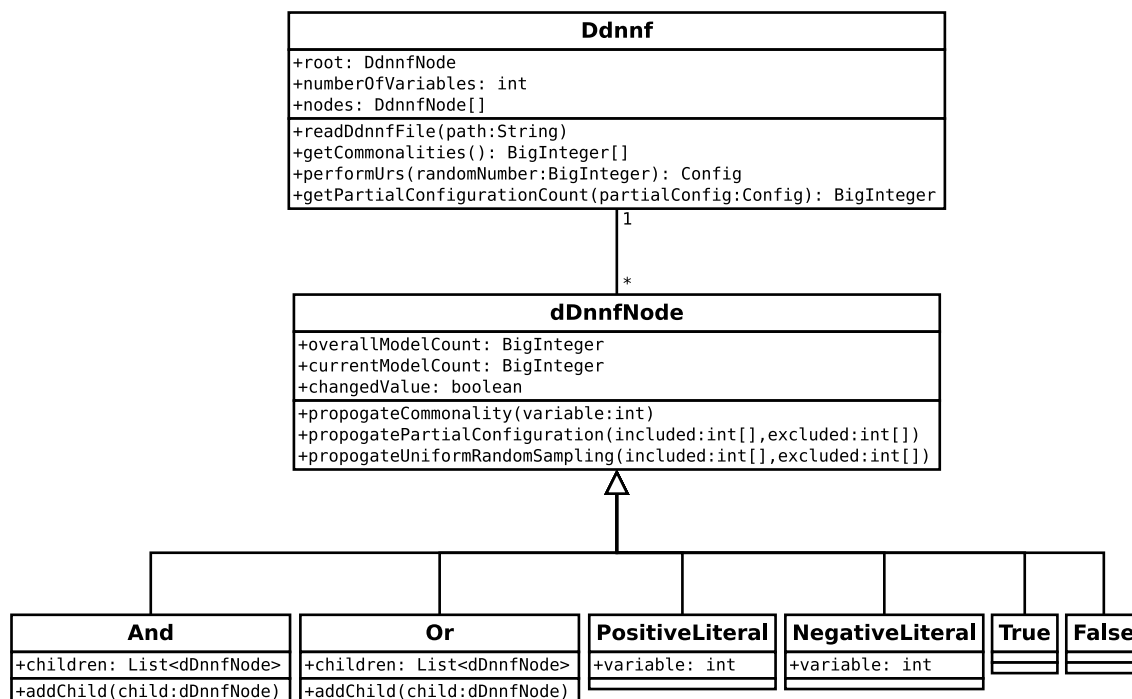 Ddnnf
+root: DdnnfNode
+numberOfVariables: int
+nodes: DdnnfNode[]
+readDdnnfFile(path:String)
+getCommonalities(): BigInteger[]
+performUrs(randomNumber:BigInteger): Config
+getPartialConfigurationCount(partialConfig:Config): BigInteger
1
*
dDnnfNode
+overallModelCount: BigInteger
+currentModelCount: BigInteger
+changedValue: boolean
+propogateCommonality(variable:int)
+propogatePartialConfiguration(included:int[],excluded:int[])
+propogateUniformRandomSampling(included:int[],excluded:int[])
And
+children: List<dDnnfNode>
+addChild(child:dDnnfNode)
Or
+children: List<dDnnfNode>
+addChild(child:dDnnfNode)
PositiveLiteral
+variable: int
NegativeLiteral
+variable: int
True
False